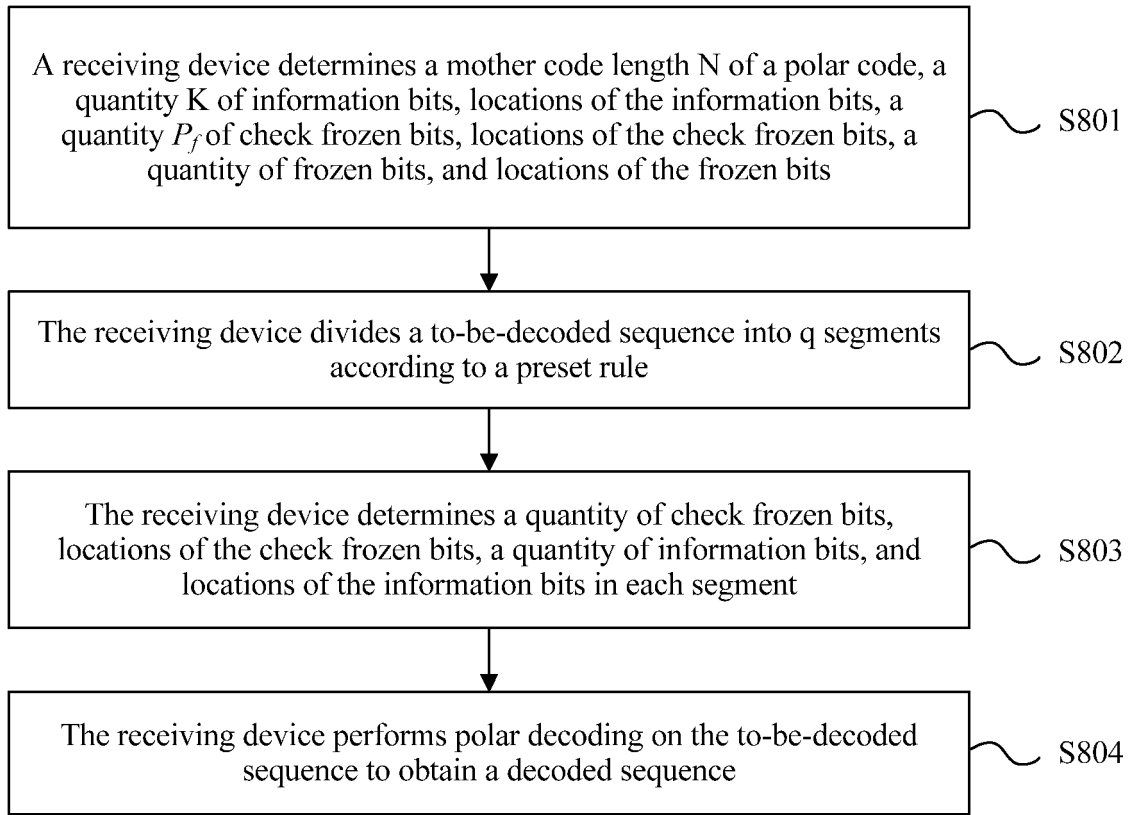 A receiving device determines a mother code length N of a polar code, a
quantity K of information bits, locations of the information bits, a
quantity P_f of check frozen bits, locations of the check frozen bits, a
quantity of frozen bits, and locations of the frozen bits
S801
The receiving device divides a to-be-decoded sequence into q segments
according to a preset rule
S802
The receiving device determines a quantity of check frozen bits,
locations of the check frozen bits, a quantity of information bits, and
locations of the information bits in each segment
S803
The receiving device performs polar decoding on the to-be-decoded
sequence to obtain a decoded sequence
S804